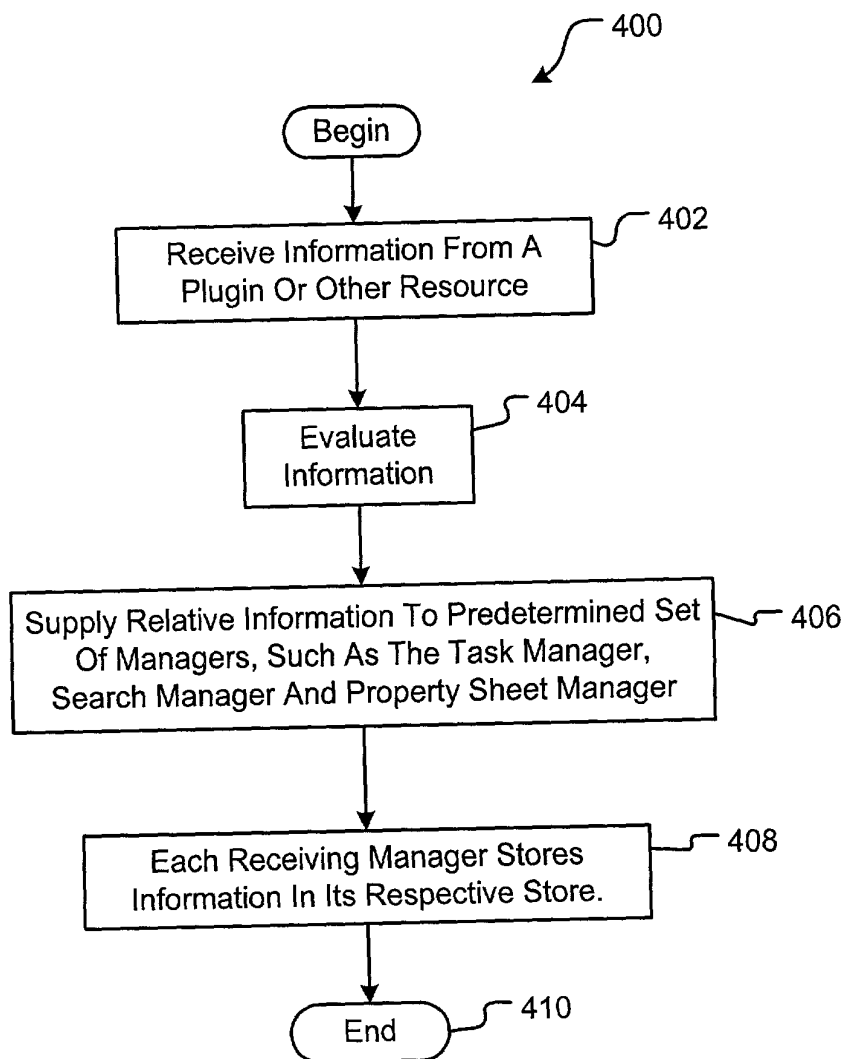 400
Begin
402
Receive Information From A
Plugin Or Other Resource
404
Evaluate
Information
406
Supply Relative Information To Predetermined Set
Of Managers, Such As The Task Manager,
Search Manager And Property Sheet Manager
408
Each Receiving Manager Stores
Information In Its Respective Store.
End
410